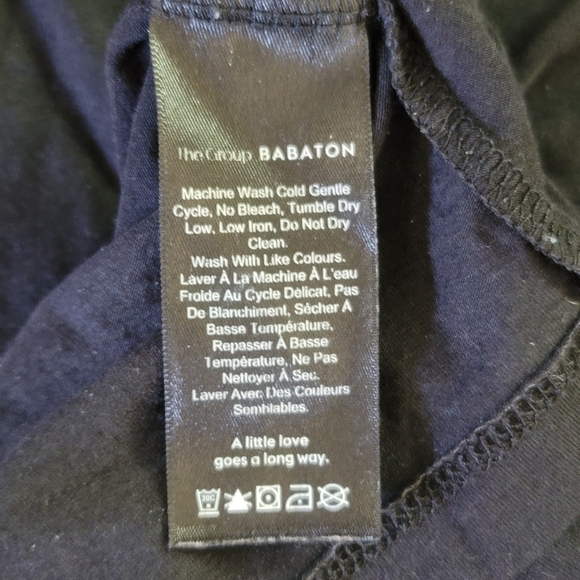 The Group BABATON
Machine Wash Cold Gentle
Cycle, No Bleach, Tumble Dry
Low, Low Iron, Do Not Dry
Clean.
Wash With Like Colours.
Laver À La Machine À L'eau
Froide Au Cycle Délicat, Pas
De Blanchiment, Sécher À
Basse Température,
Repasser À Basse
Température, Ne Pas
Nettoyer À Sec.
Laver Avec Des Couleurs
Semblables.
A little love
goes a long way.
30C